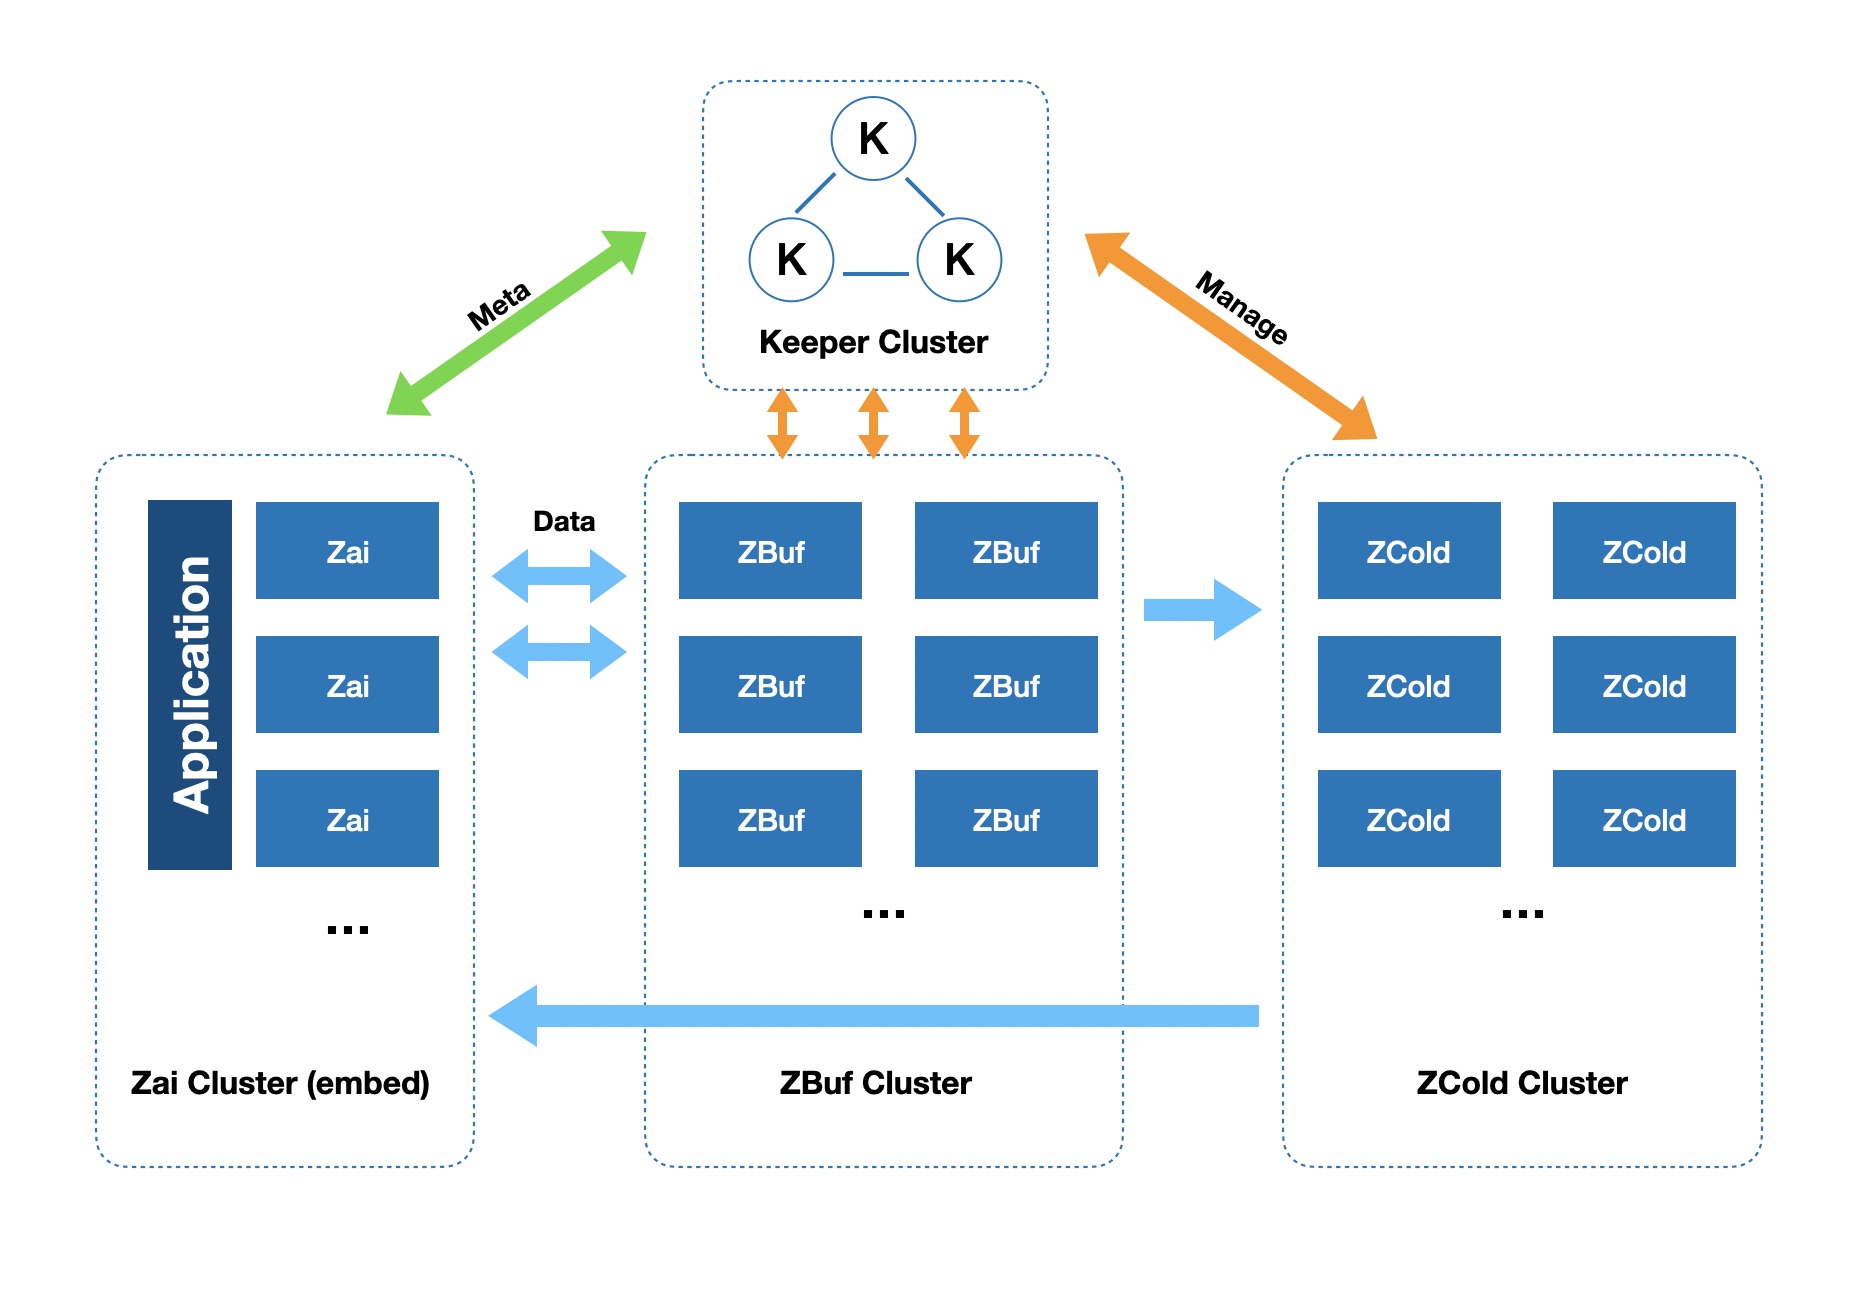 K
K K
Keeper Cluster
Meta
Manage
Application
Zai
Zai
Zai
...
Zai Cluster (embed)
Data
ZBuf ZBuf
ZBuf ZBuf
ZBuf ZBuf
...
ZBuf Cluster
ZCold ZCold
ZCold ZCold
ZCold ZCold
...
ZCold Cluster